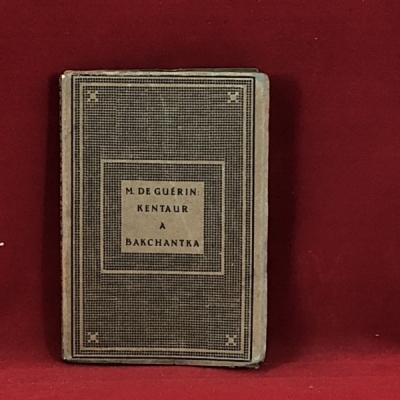 M. DE GUÉRIN:
KENTAUR
A
BAKCHANTKA